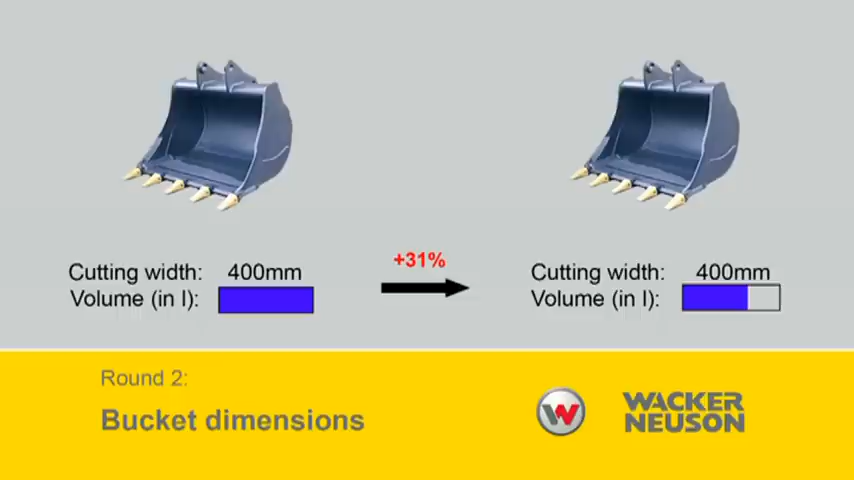 +31%
Cutting width: 400mm
Volume (in l):
Cutting width: 400mm
Volume (in l):
Round 2:
Bucket dimensions
WACKER
NEUSON